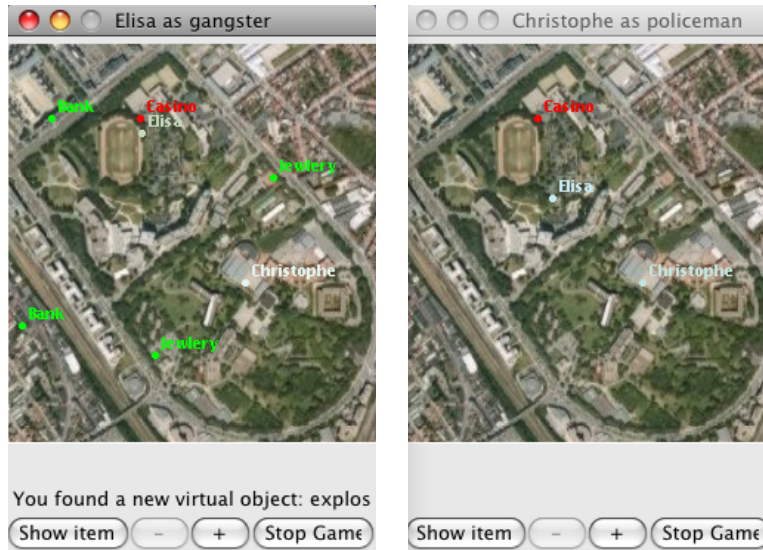 Elisa as gangster
Bank
Casino
Elisa
Jewlery
Christophe
Bank
Jewlery
You found a new virtual object: explos
Show item
-
+
Stop Game
Christophe as policeman
Casino
Elisa
Christophe
Show item
-
+
Stop Game